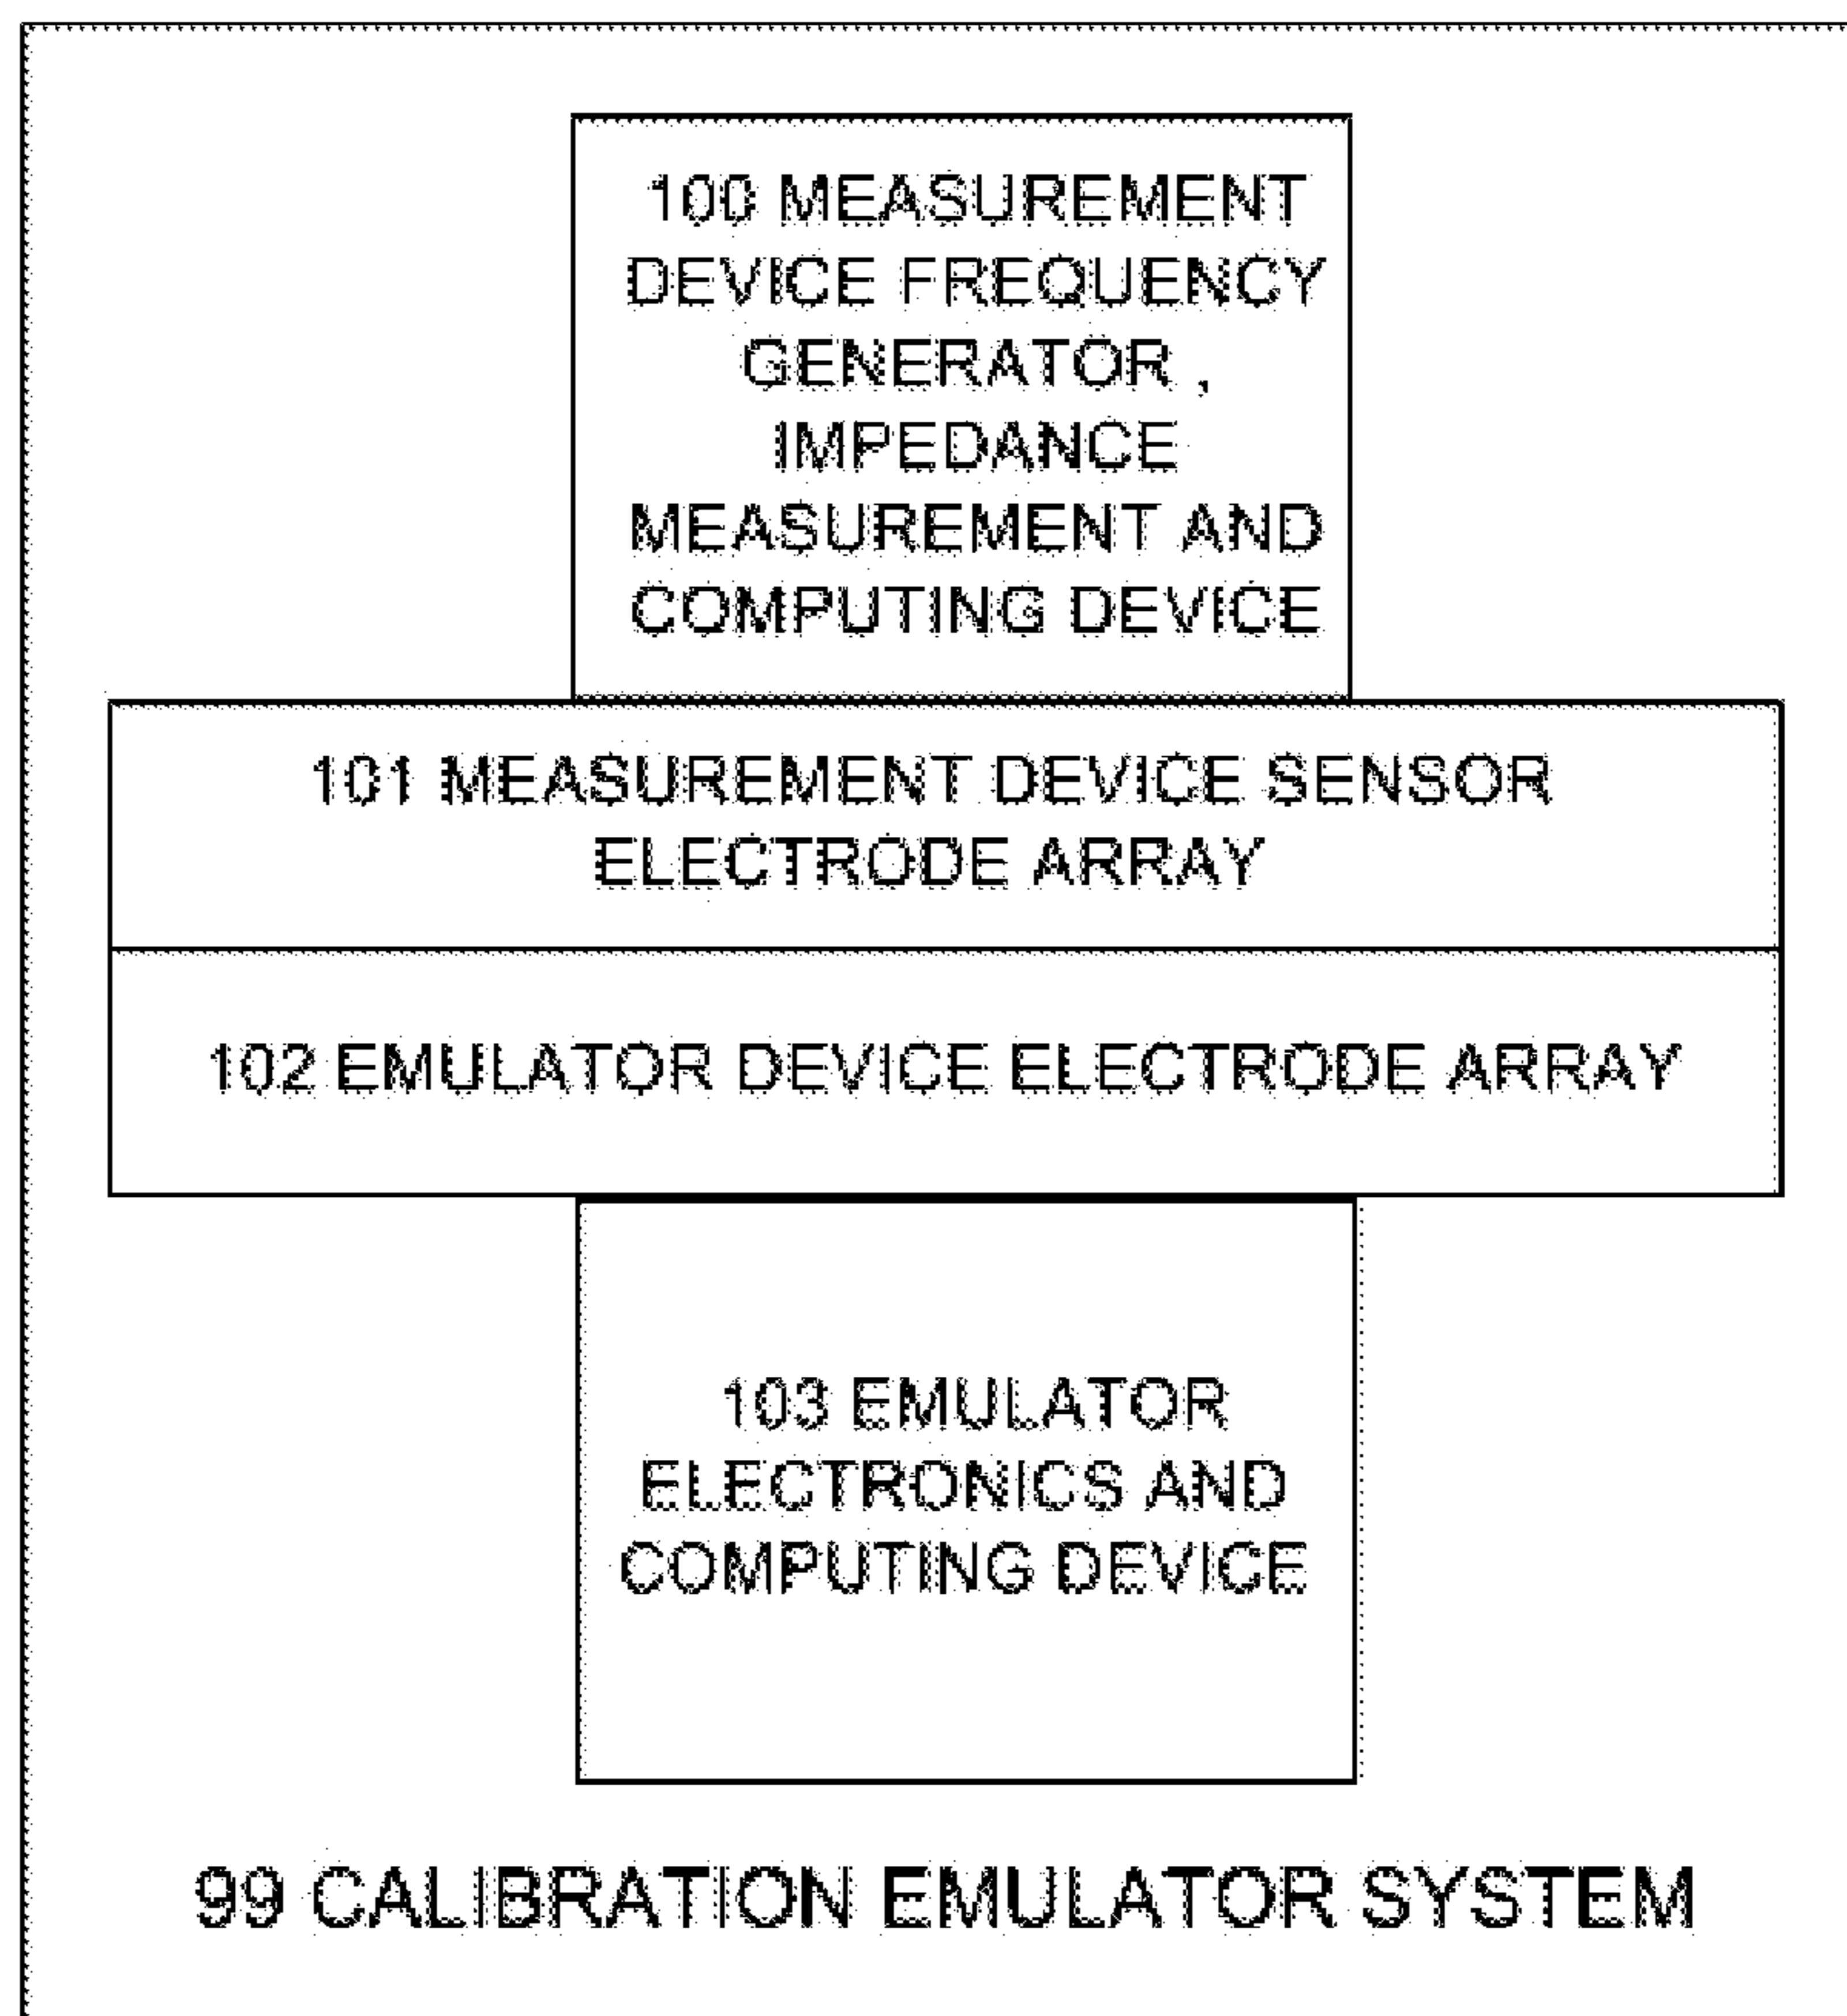 100 MEASUREMENT
DEVICE FREQUENCY
GENERATOR ,
IMPEDANCE
MEASUREMENT AND
COMPUTING DEVICE
101 MEASUREMENT DEVICE SENSOR
ELECTRODE ARRAY
102 EMULATOR DEVICE ELECTRODE ARRAY
103 EMULATOR
ELECTRONICS AND
COMPUTING DEVICE
99 CALIBRATION EMULATOR SYSTEM